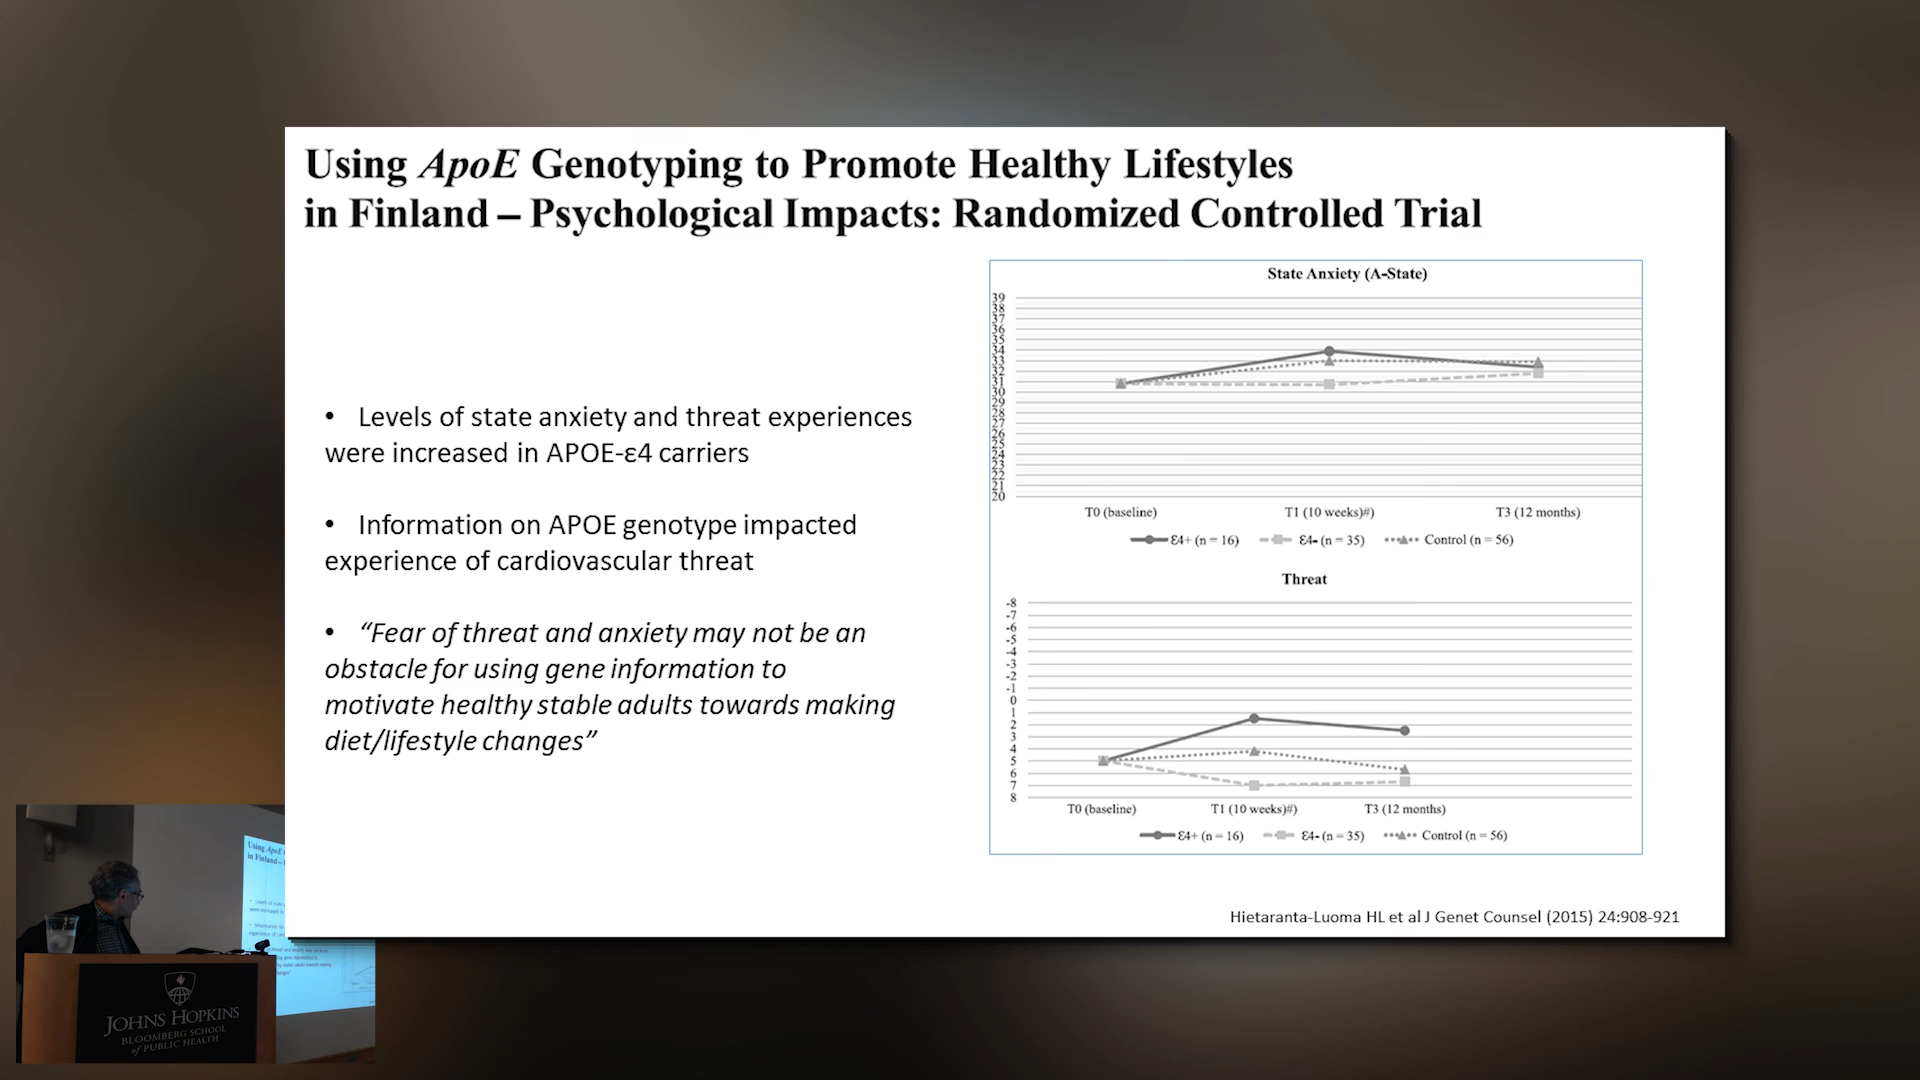 Using ApoE Genotyping to Promote Healthy Lifestyles
in Finland – Psychological Impacts: Randomized Controlled Trial
• Levels of state anxiety and threat experiences
were increased in APOE-ε4 carriers
• Information on APOE genotype impacted
experience of cardiovascular threat
• “Fear of threat and anxiety may not be an
obstacle for using gene information to
motivate healthy stable adults towards making
diet/lifestyle changes”
State Anxiety (A-State)
39
38
37
36
35
34
33
32
31
30
29
28
27
26
25
24
23
22
21
20
T0 (baseline) T1 (10 weeks)#) T3 (12 months)
Ɛ4+ (n = 16) Ɛ4- (n = 35) Control (n = 56)
Threat
-8
-7
-6
-5
-4
-3
-2
-1
0
1
2
3
4
5
6
7
8
T0 (baseline) T1 (10 weeks)#) T3 (12 months)
Ɛ4+ (n = 16) Ɛ4- (n = 35) Control (n = 56)
Hietaranta-Luoma HL et al J Genet Counsel (2015) 24:908-921
Using ApoE
in Finland –
JOHNS HOPKINS
BLOOMBERG SCHOOL
of PUBLIC HEALTH